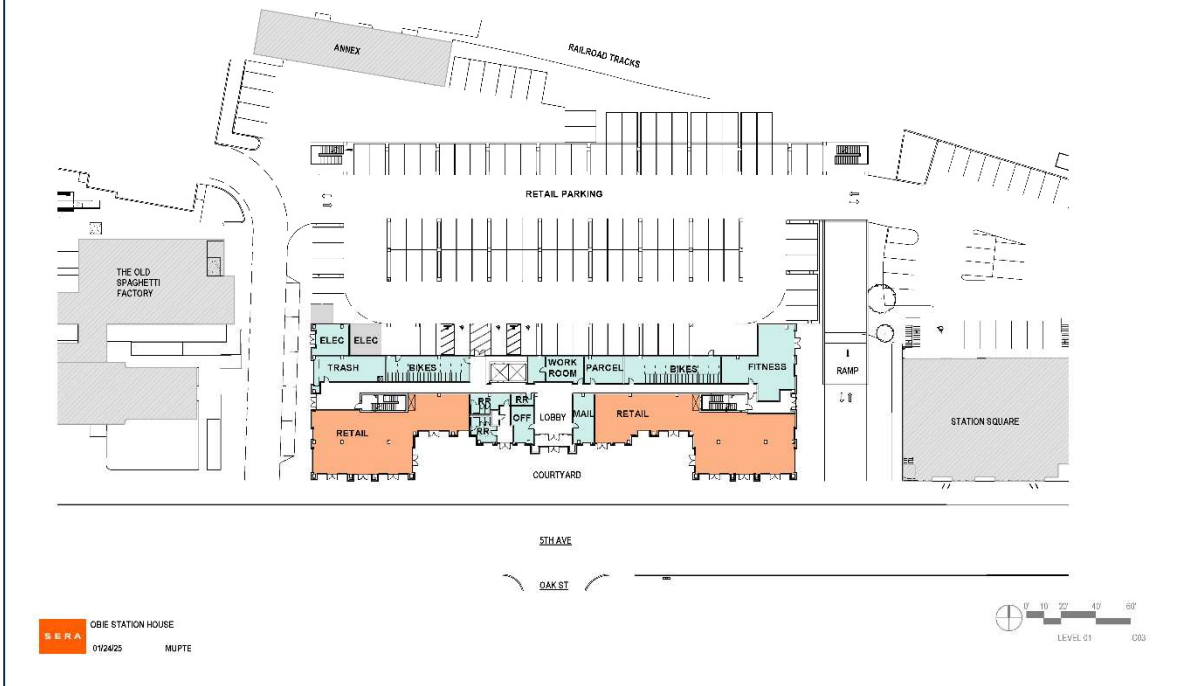 ANNEX
RAILROAD TRACKS
RETAIL PARKING
THE OLD
SPAGHETTI
FACTORY
ELEC
ELEC
TRASH
BIKES
WORK
ROOM
PARCEL
BIKES
FITNESS
RAMP
RR
RR
RR
OFF
LOBBY
MAIL
RETAIL
RETAIL
STATION SQUARE
COURTYARD
5TH AVE
OAK ST
SERA
OBIE STATION HOUSE
01/24/25 MUPTE
0' 10 20' 40' 60'
LEVEL 01 C03